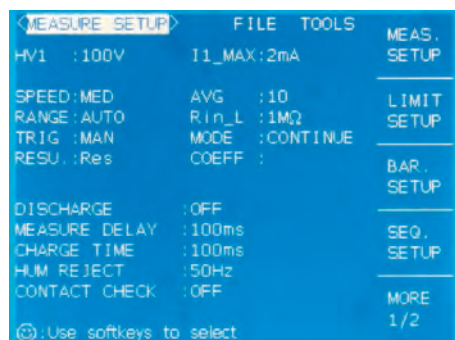 <MEASURE SETUP> FILE TOOLS
HV1 :100V I1_MAX:2mA
SPEED:MED AVG :10
RANGE:AUTO Rin_L :1MΩ
TRIG :MAN MODE :CONTINUE
RESU.:Res COEFF :
DISCHARGE :OFF
MEASURE DELAY :100ms
CHARGE TIME :100ms
HUM REJECT :50Hz
CONTACT CHECK :OFF
:Use softkeys to select
MEAS.
SETUP
LIMIT
SETUP
BAR.
SETUP
SEQ.
SETUP
MORE
1/2